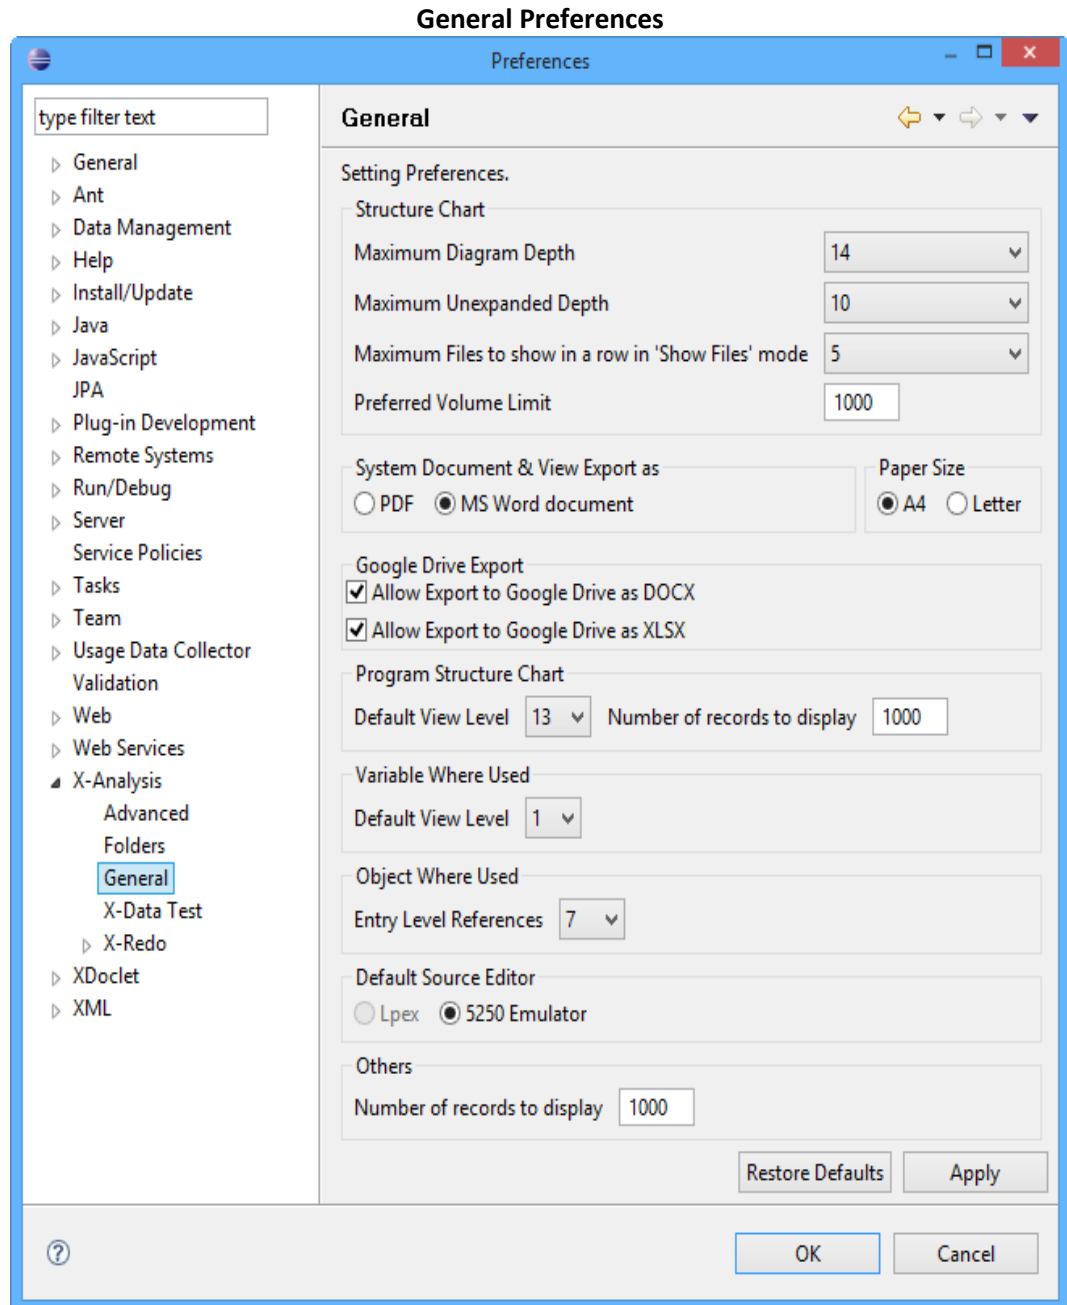 General Preferences
Preferences
type filter text
General
Ant
Data Management
Help
Install/Update
Java
JavaScript
JPA
Plug-in Development
Remote Systems
Run/Debug
Server
Service Policies
Tasks
Team
Usage Data Collector
Validation
Web
Web Services
X-Analysis
Advanced
Folders
General
X-Data Test
X-Redo
XDoclet
XML
General
Setting Preferences.
Structure Chart
Maximum Diagram Depth 14
Maximum Unexpanded Depth 10
Maximum Files to show in a row in 'Show Files' mode 5
Preferred Volume Limit 1000
System Document & View Export as
PDF MS Word document
Paper Size
A4 Letter
Google Drive Export
Allow Export to Google Drive as DOCX
Allow Export to Google Drive as XLSX
Program Structure Chart
Default View Level 13 Number of records to display 1000
Variable Where Used
Default View Level 1
Object Where Used
Entry Level References 7
Default Source Editor
Lpex 5250 Emulator
Others
Number of records to display 1000
Restore Defaults Apply
? OK Cancel